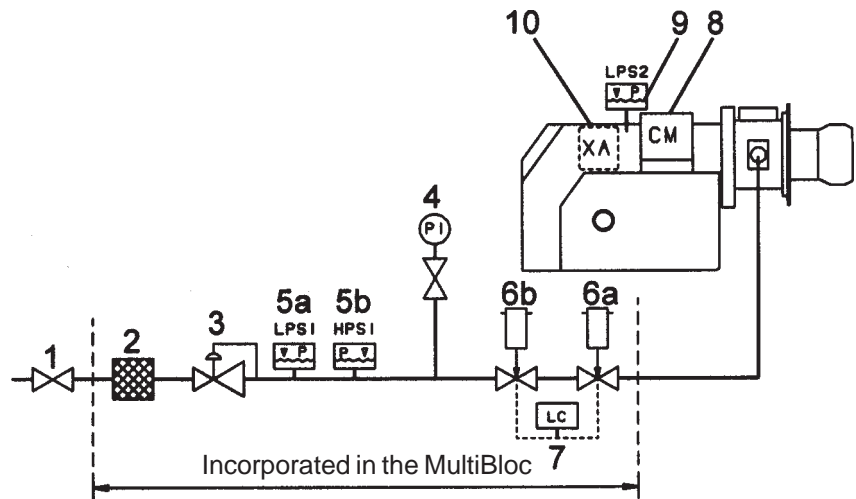 10 9 8
LPS2
P
XA CM
4
PI
5a 5b 6b 6a
3 LPS1 HPS1
1 2 P P
LC
7
Incorporated in the MultiBloc